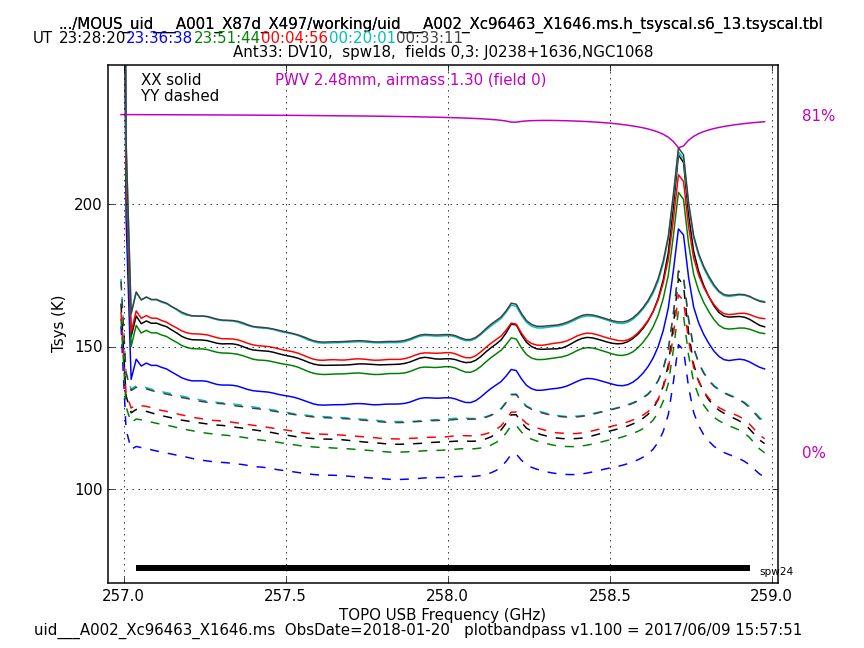 .../MOUS_uid___A001_X87d_X497/working/uid___A002_Xc96463_X1646.ms.h_tsyscal.s6_13.tsyscal.tbl
UT 23:28:20 23:36:38 23:51:44 00:04:56 00:20:01 00:33:11
Ant33: DV10,  spw18,  fields 0,3: J0238+1636,NGC1068
XX solid
PWV 2.48mm, airmass 1.30 (field 0)
YY dashed
81%
200
Tsys (K)
150
0%
100
spw24
257.0 257.5 258.0 258.5 259.0
TOPO USB Frequency (GHz)
uid___A002_Xc96463_X1646.ms  ObsDate=2018-01-20   plotbandpass v1.100 = 2017/06/09 15:57:51